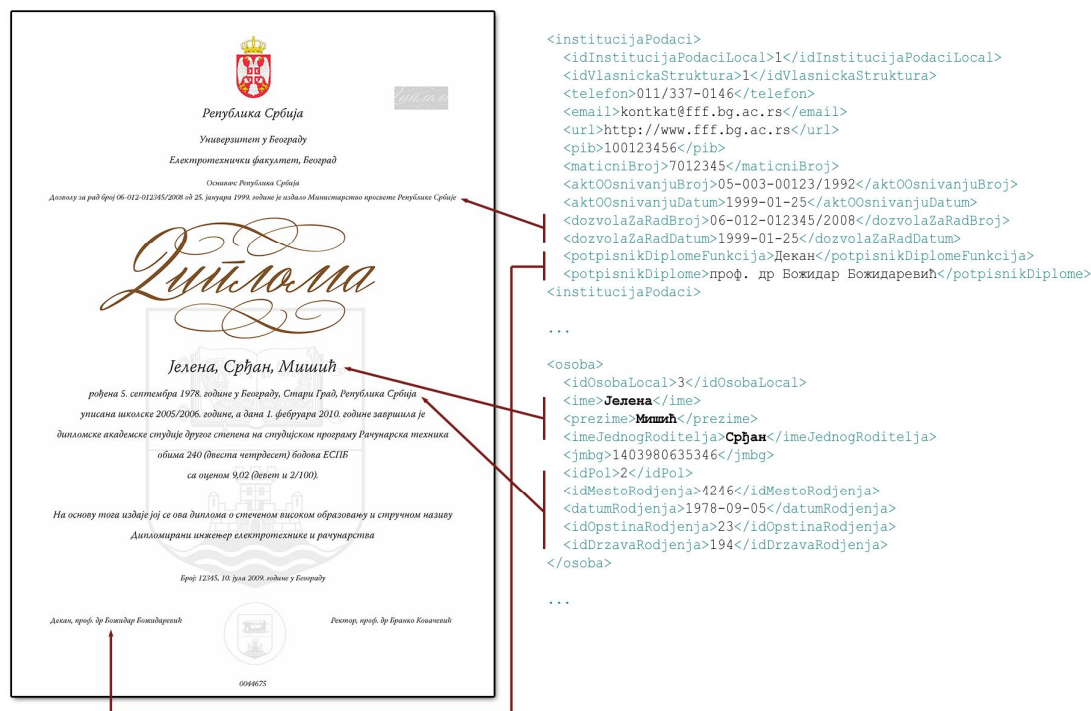 Република Србија
Диплома
Универзитет у Београду
Електротехнички факултет, Београд
Оснивач: Република Србија
Дозволу за рад број 06-012-012345/2008 од 25. јануара 1999. године је издало Министарство просвете Републике Србије
Диплома
Јелена, Срђан, Мишић
рођена 5. септембра 1978. године у Београду, Стари Град, Република Србија
уписана школске 2005/2006. године, а дана 1. фебруара 2010. године завршила је
дипломске академске студије другог степена на студијском програму Рачунарска техника
обима 240 (двеста четрдесет) бодова ЕСПБ
са оценом 9,02 (девет и 2/100).
На основу тога издаје јој се ова диплома о стеченом високом образовању и стручном називу
Дипломирани инжењер електротехнике и рачунарства
Број: 12345, 10. јула 2009. године у Београду
Декан, проф. др Божидар Божидаревић
Ректор, проф. др Бранко Ковачевић
0044675
<institucijaPodaci>
<idInstitucijaPodaciLocal>1</idInstitucijaPodaciLocal>
<idVlasnickaStruktura>1</idVlasnickaStruktura>
<telefon>011/337-0146</telefon>
<email>kontkat@fff.bg.ac.rs</email>
<url>http://www.fff.bg.ac.rs</url>
<pib>100123456</pib>
<maticniBroj>7012345</maticniBroj>
<aktOOsnivanjuBroj>05-003-00123/1992</aktOOsnivanjuBroj>
<aktOOsnivanjuDatum>1999-01-25</aktOOsnivanjuDatum>
<dozvolaZaRadBroj>06-012-012345/2008</dozvolaZaRadBroj>
<dozvolaZaRadDatum>1999-01-25</dozvolaZaRadDatum>
<potpisnikDiplomeFunkcija>Декан</potpisnikDiplomeFunkcija>
<potpisnikDiplome>проф. др Божидар Божидаревић</potpisnikDiplome>
<institucijaPodaci>
...
<osoba>
<idOsobaLocal>3</idOsobaLocal>
<ime>Јелена</ime>
<prezime>Мишић</prezime>
<imeJednogRoditelja>Срђан</imeJednogRoditelja>
<jmbg>1403980635346</jmbg>
<idPol>2</idPol>
<idMestoRodjenja>4246</idMestoRodjenja>
<datumRodjenja>1978-09-05</datumRodjenja>
<idOpstinaRodjenja>23</idOpstinaRodjenja>
<idDrzavaRodjenja>194</idDrzavaRodjenja>
</osoba>
...